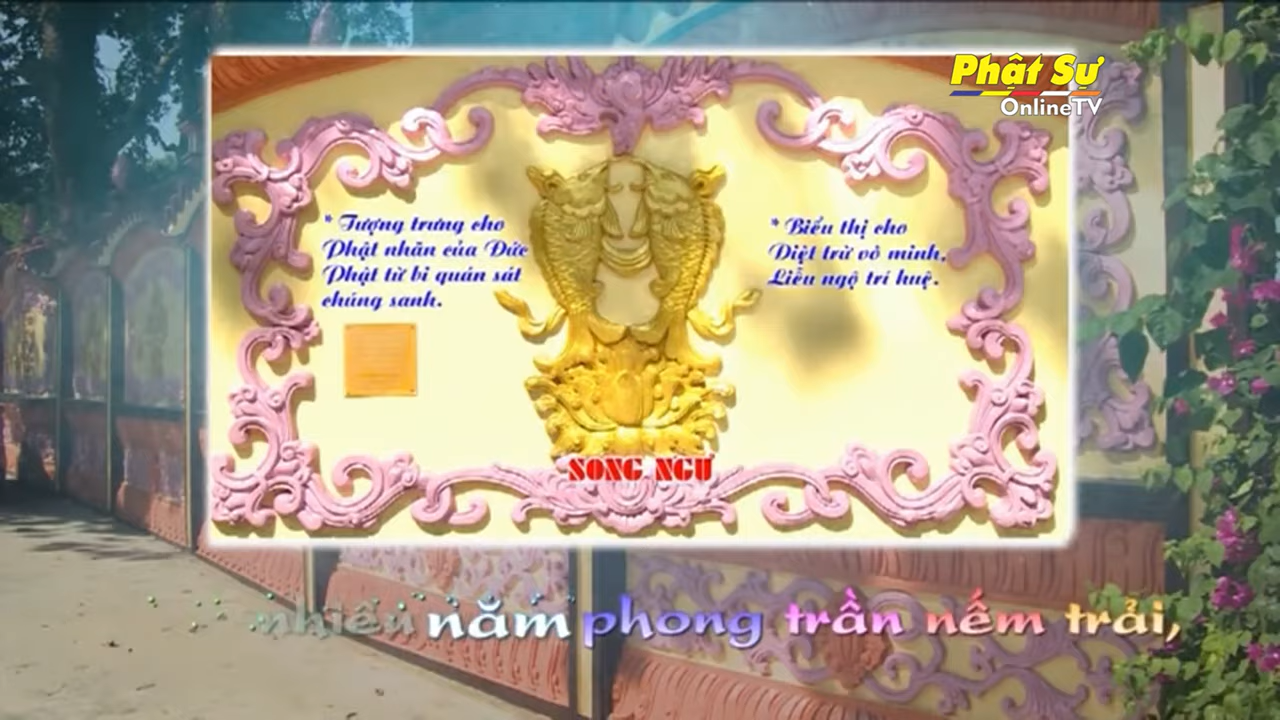 Phật Sự
OnlineTV
* Tượng trưng cho
Phật nhãn của Đức
Phật từ bi quán sát
chúng sanh.
* Biểu thị cho
Diệt trừ vô minh,
Liễu ngộ trí huệ.
SONG NGƯ
nhiều năm phong trần nếm trải,